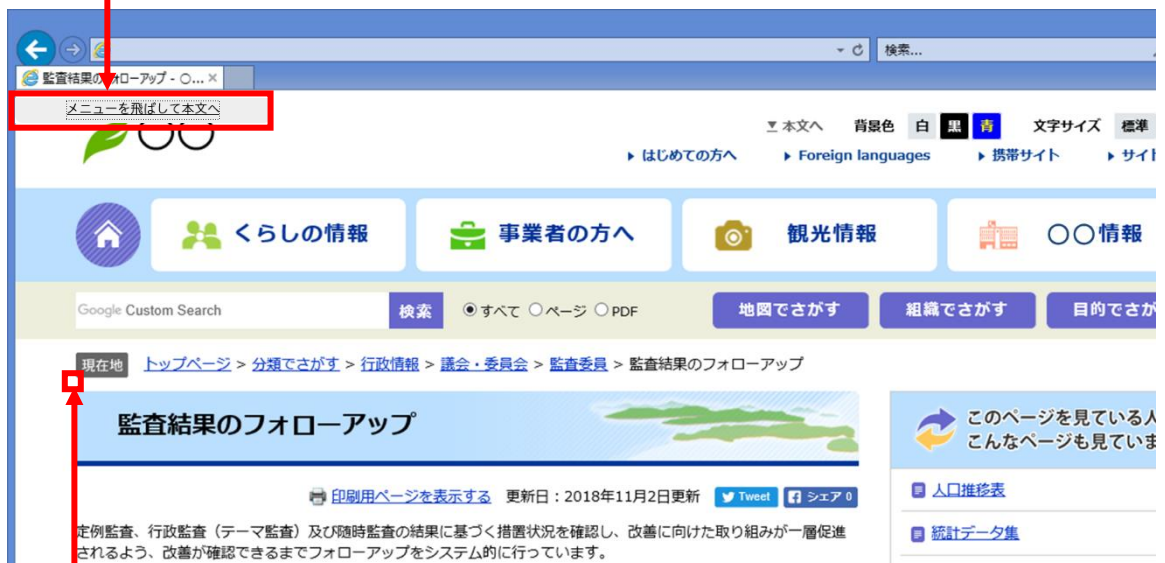 検索...
監査結果のフォローアップ - ○...×
メニューを飛ばして本文へ
○○
▼本文へ 背景色 白 黒 青 文字サイズ 標準
はじめての方へ Foreign languages 携帯サイト サイト
くらしの情報 事業者の方へ 観光情報 ○○情報
Google Custom Search 検索 すべて ページ PDF 地図でさがす 組織でさがす 目的でさが
現在地 トップページ > 分類でさがす > 行政情報 > 議会・委員会 > 監査委員 > 監査結果のフォローアップ
監査結果のフォローアップ
このページを見ている人
こんなページも見ていま
印刷用ページを表示する 更新日：2018年11月2日更新 Tweet シェア 0
人口推移表
定例監査、行政監査（テーマ監査）及び随時監査の結果に基づく措置状況を確認し、改善に向けた取り組みが一層促進
されるよう、改善が確認できるまでフォローアップをシステム的に行っています。
統計データ集